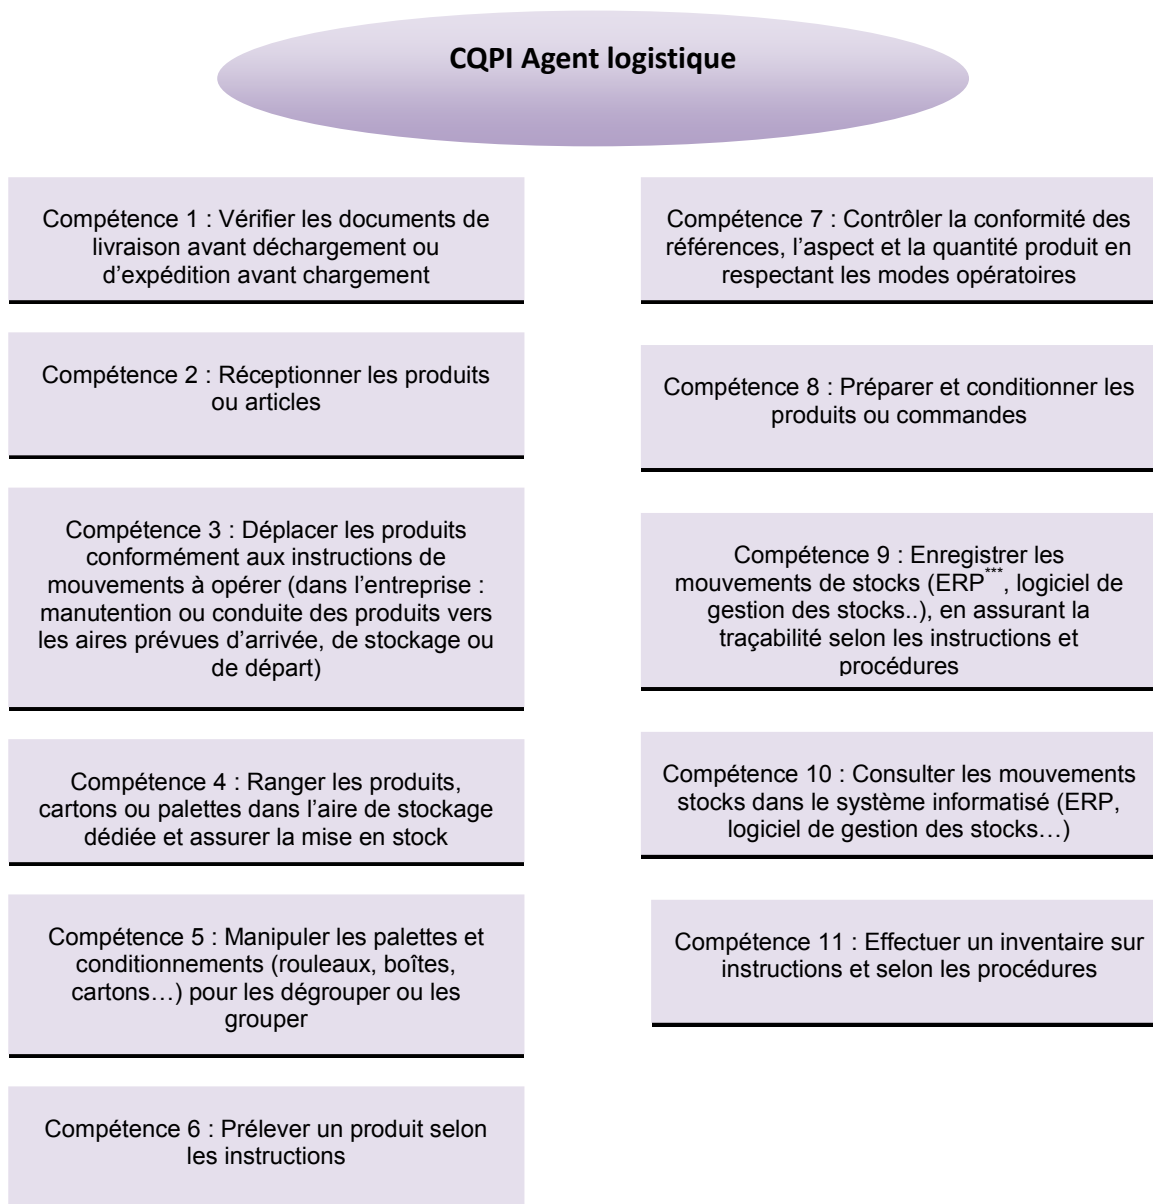 CQPI Agent logistique
Compétence 1 : Vérifier les documents de
livraison avant déchargement ou
d’expédition avant chargement
Compétence 2 : Réceptionner les produits
ou articles
Compétence 3 : Déplacer les produits
conformément aux instructions de
mouvements à opérer (dans l’entreprise :
manutention ou conduite des produits vers
les aires prévues d’arrivée, de stockage ou
de départ)
Compétence 4 : Ranger les produits,
cartons ou palettes dans l’aire de stockage
dédiée et assurer la mise en stock
Compétence 5 : Manipuler les palettes et
conditionnements (rouleaux, boîtes,
cartons…) pour les dégrouper ou les
grouper
Compétence 6 : Prélever un produit selon
les instructions
Compétence 7 : Contrôler la conformité des
références, l’aspect et la quantité produit en
respectant les modes opératoires
Compétence 8 : Préparer et conditionner les
produits ou commandes
Compétence 9 : Enregistrer les
mouvements de stocks (ERP***, logiciel de
gestion des stocks..), en assurant la
traçabilité selon les instructions et
procédures
Compétence 10 : Consulter les mouvements
stocks dans le système informatisé (ERP,
logiciel de gestion des stocks…)
Compétence 11 : Effectuer un inventaire sur
instructions et selon les procédures